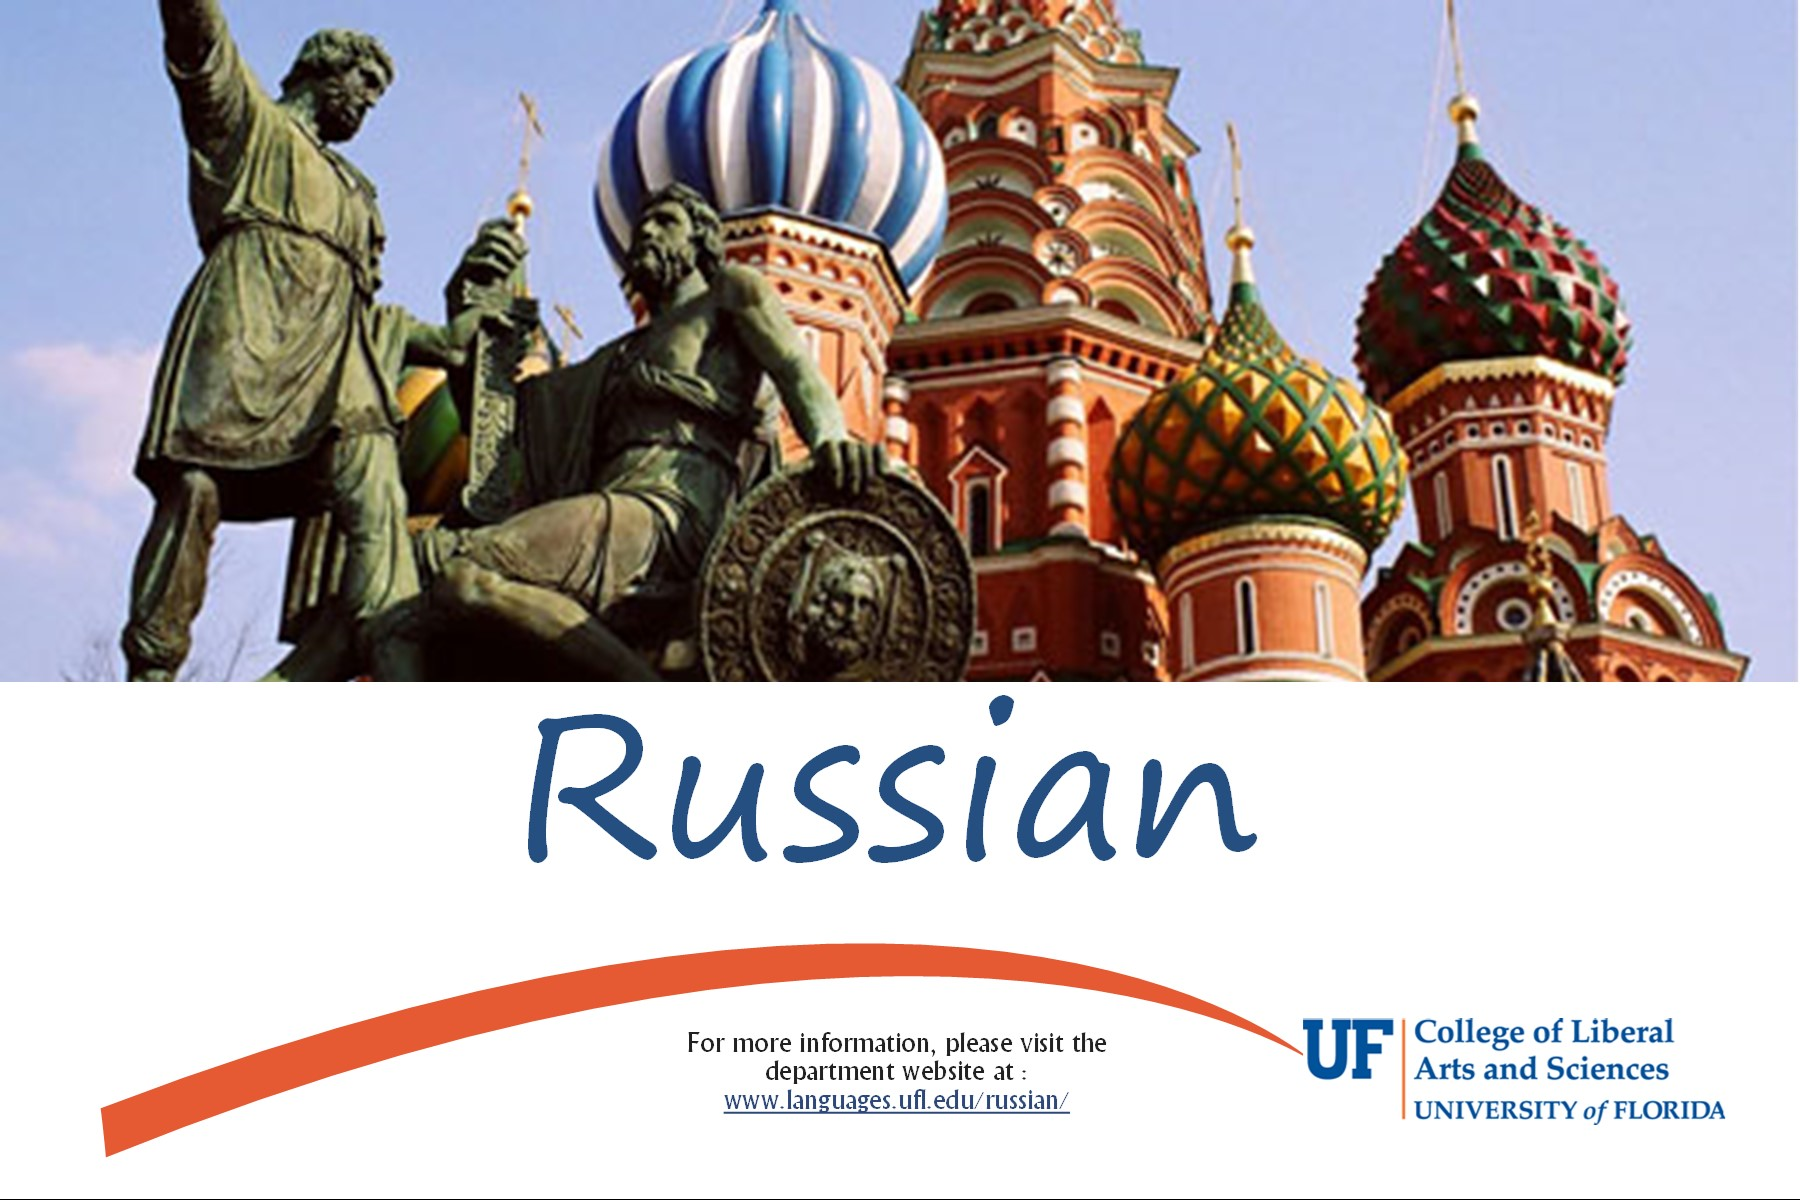 Russian
For more information, please visit the
department website at :
www.languages.ufl.edu/russian/
UF
College of Liberal
Arts and Sciences
UNIVERSITY of FLORIDA